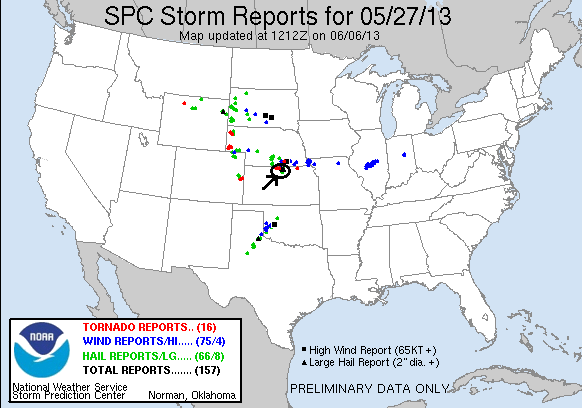 SPC Storm Reports for 05/27/13
Map updated at 1212Z on 06/06/13
NOAA
TORNADO REPORTS.. (16)
WIND REPORTS/HI..... (75/4)
HAIL REPORTS/LG..... (66/8)
TOTAL REPORTS....... (157)
National Weather Service
Storm Prediction Center Norman, Oklahoma
High Wind Report (65KT +)
Large Hail Report (2" dia. +)
PRELIMINARY DATA ONLY